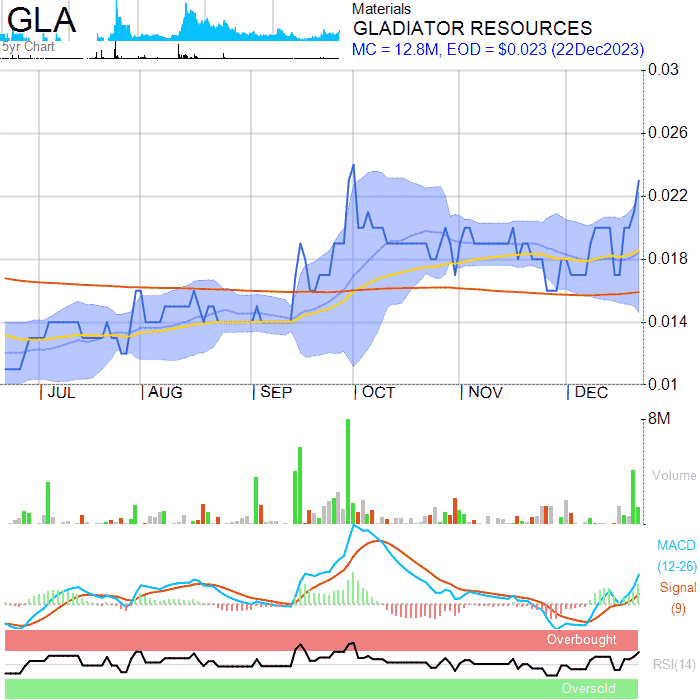 GLA
5yr Chart
Materials
GLADIATOR RESOURCES
MC = 12.8M, EOD = $0.023 (22Dec2023)
0.03
0.026
0.022
0.018
0.014
0.01
JUL
AUG
SEP
OCT
NOV
DEC
8M
Volume
MACD
(12-26)
Signal
(9)
Overbought
RSI(14)
Oversold